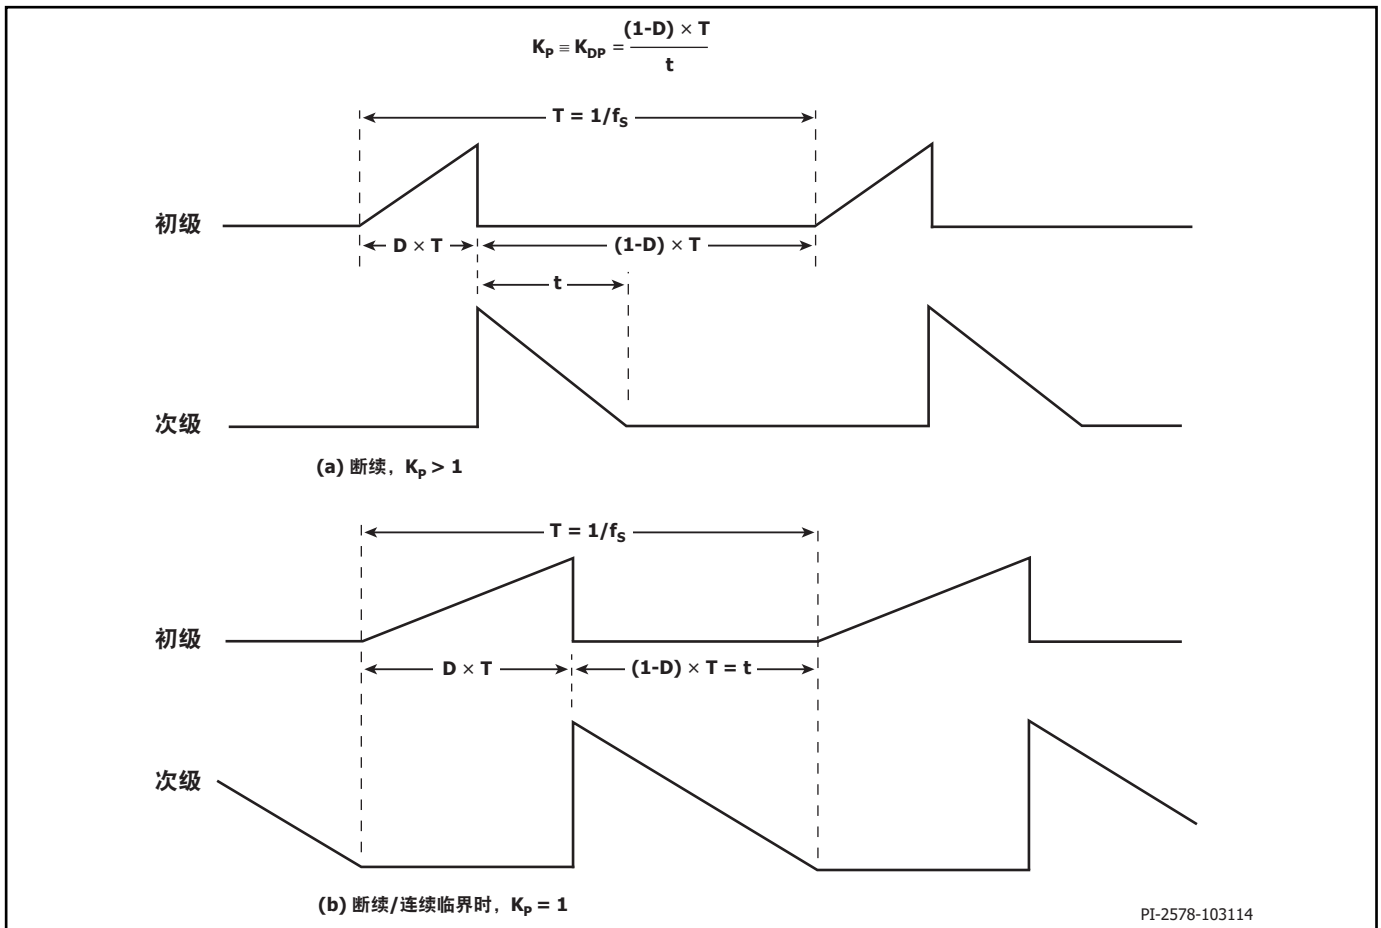 K_P ≡ K_DP = (1-D) × T / t
T = 1/f_S
初级
D × T
(1-D) × T
t
次级
(a) 断续，K_P > 1
T = 1/f_S
初级
D × T
(1-D) × T = t
次级
(b) 断续/连续临界时，K_P = 1
PI-2578-103114